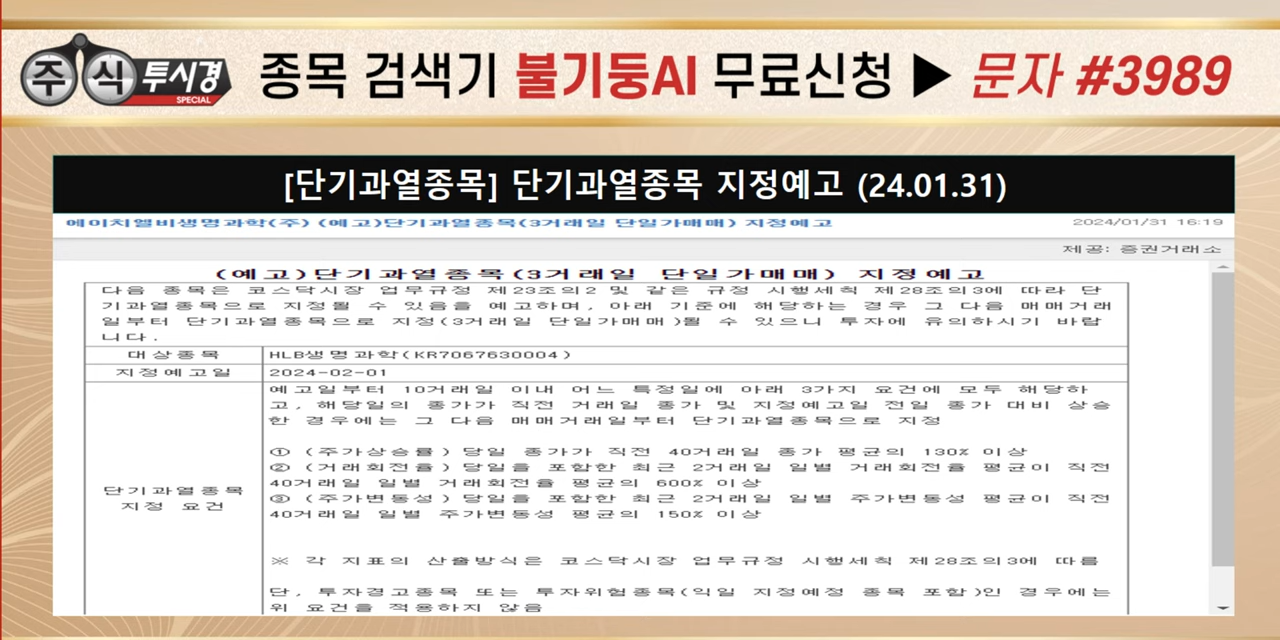 주식투시경
SPECIAL
종목 검색기 불기둥AI 무료신청 ▶ 문자 #3989
[단기과열종목] 단기과열종목 지정예고 (24.01.31)
에이치엘비생명과학(주) (예고)단기과열종목(3거래일 단일가매매) 지정예고
2024/01/31 16:19
제공: 증권거래소
(예고)단기과열종목(3거래일 단일가매매) 지정예고
다음 종목은 코스닥시장 업무규정 제23조의2 및 같은 규정 시행세칙 제28조의3에 따라 단
기과열종목으로 지정될 수 있음을 예고하며, 아래 기준에 해당하는 경우 그 다음 매매거래
일부터 단기과열종목으로 지정(3거래일 단일가매매)될 수 있으니 투자에 유의하시기 바랍
니다.
대상종목 HLB생명과학(KR7067630004)
지정예고일 2024-02-01
예고일부터 10거래일 이내 어느 특정일에 아래 3가지 요건에 모두 해당하
고, 해당일의 종가가 직전 거래일 종가 및 지정예고일 전일 종가 대비 상승
한 경우에는 그 다음 매매거래일부터 단기과열종목으로 지정
① (주가상승률) 당일 종가가 직전 40거래일 종가 평균의 130% 이상
② (거래회전율) 당일을 포함한 최근 2거래일 일별 거래회전율 평균이 직전
40거래일 일별 거래회전율 평균의 600% 이상
단기과열종목
지정 요건
③ (주가변동성) 당일을 포함한 최근 2거래일 일별 주가변동성 평균이 직전
40거래일 일별 주가변동성 평균의 150% 이상
※ 각 지표의 산출방식은 코스닥시장 업무규정 시행세칙 제28조의3에 따름
단, 투자경고종목 또는 투자위험종목(익일 지정예정 종목 포함)인 경우에는
위 요건을 적용하지 않음